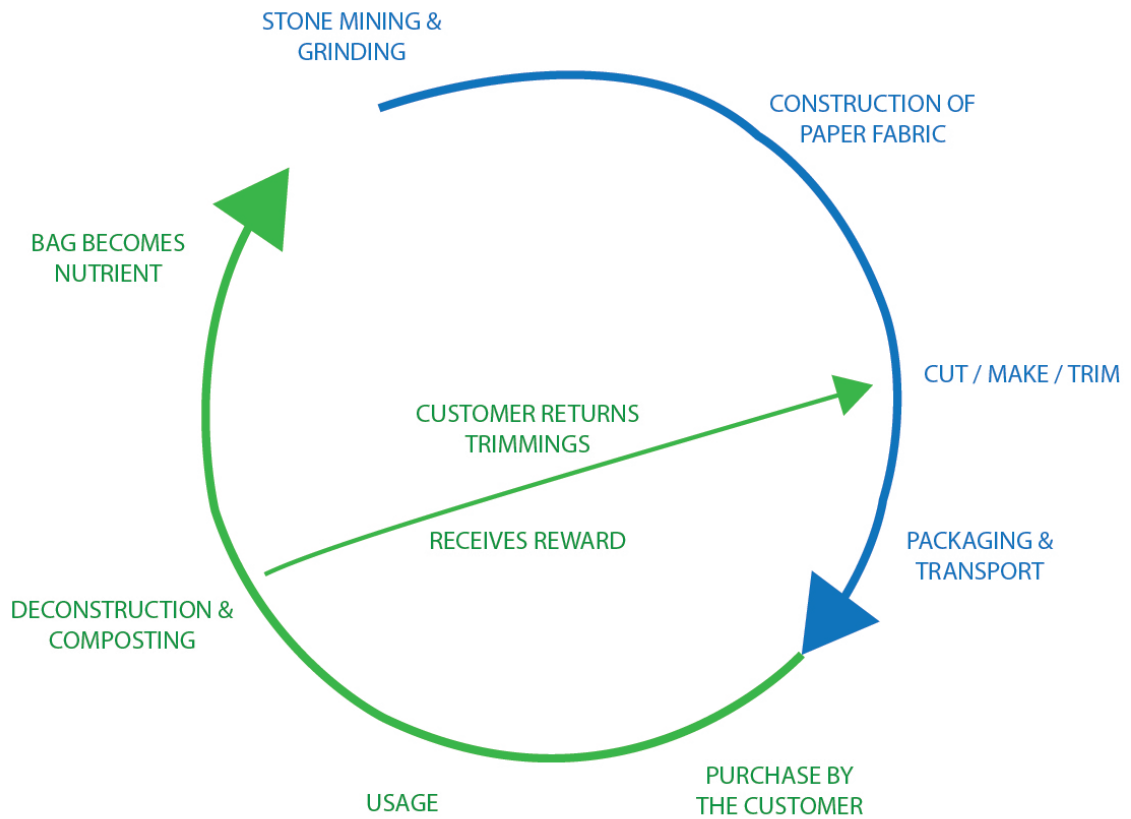 STONE MINING &
GRINDING
CONSTRUCTION OF
PAPER FABRIC
CUT / MAKE / TRIM
PACKAGING &
TRANSPORT
PURCHASE BY
THE CUSTOMER
USAGE
DECONSTRUCTION &
COMPOSTING
BAG BECOMES
NUTRIENT
CUSTOMER RETURNS
TRIMMINGS
RECEIVES REWARD